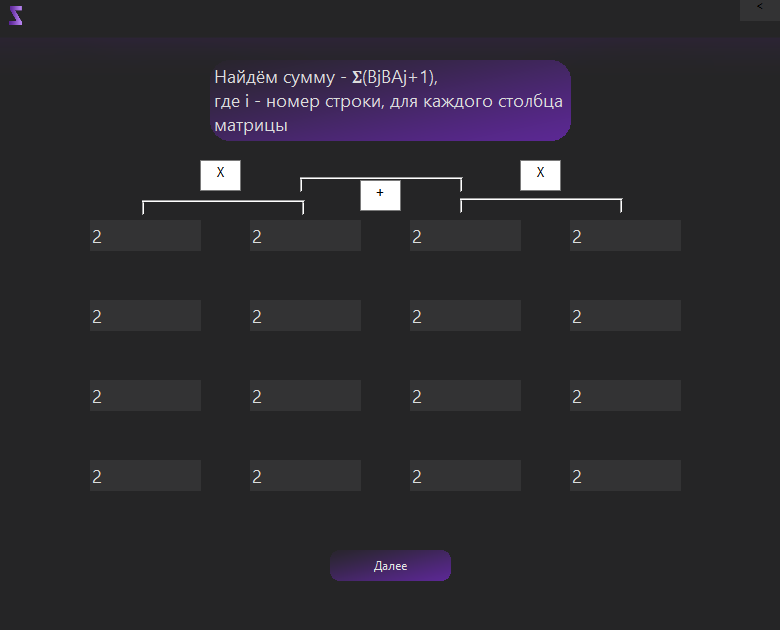 <
Найдём сумму - Σ(BjBAj+1),
где i - номер строки, для каждого столбца
матрицы
X X
+
2 2 2 2
2 2 2 2
2 2 2 2
2 2 2 2
Далее